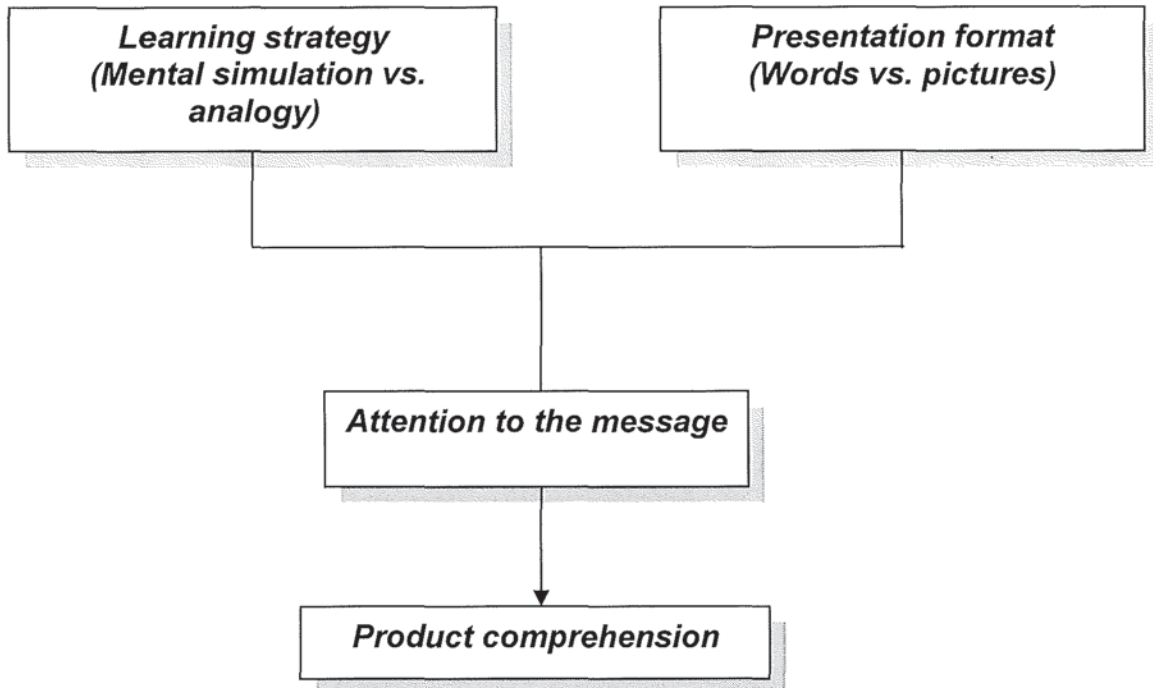 Learning strategy
(Mental simulation vs.
analogy)
Presentation format
(Words vs. pictures)
Attention to the message
Product comprehension